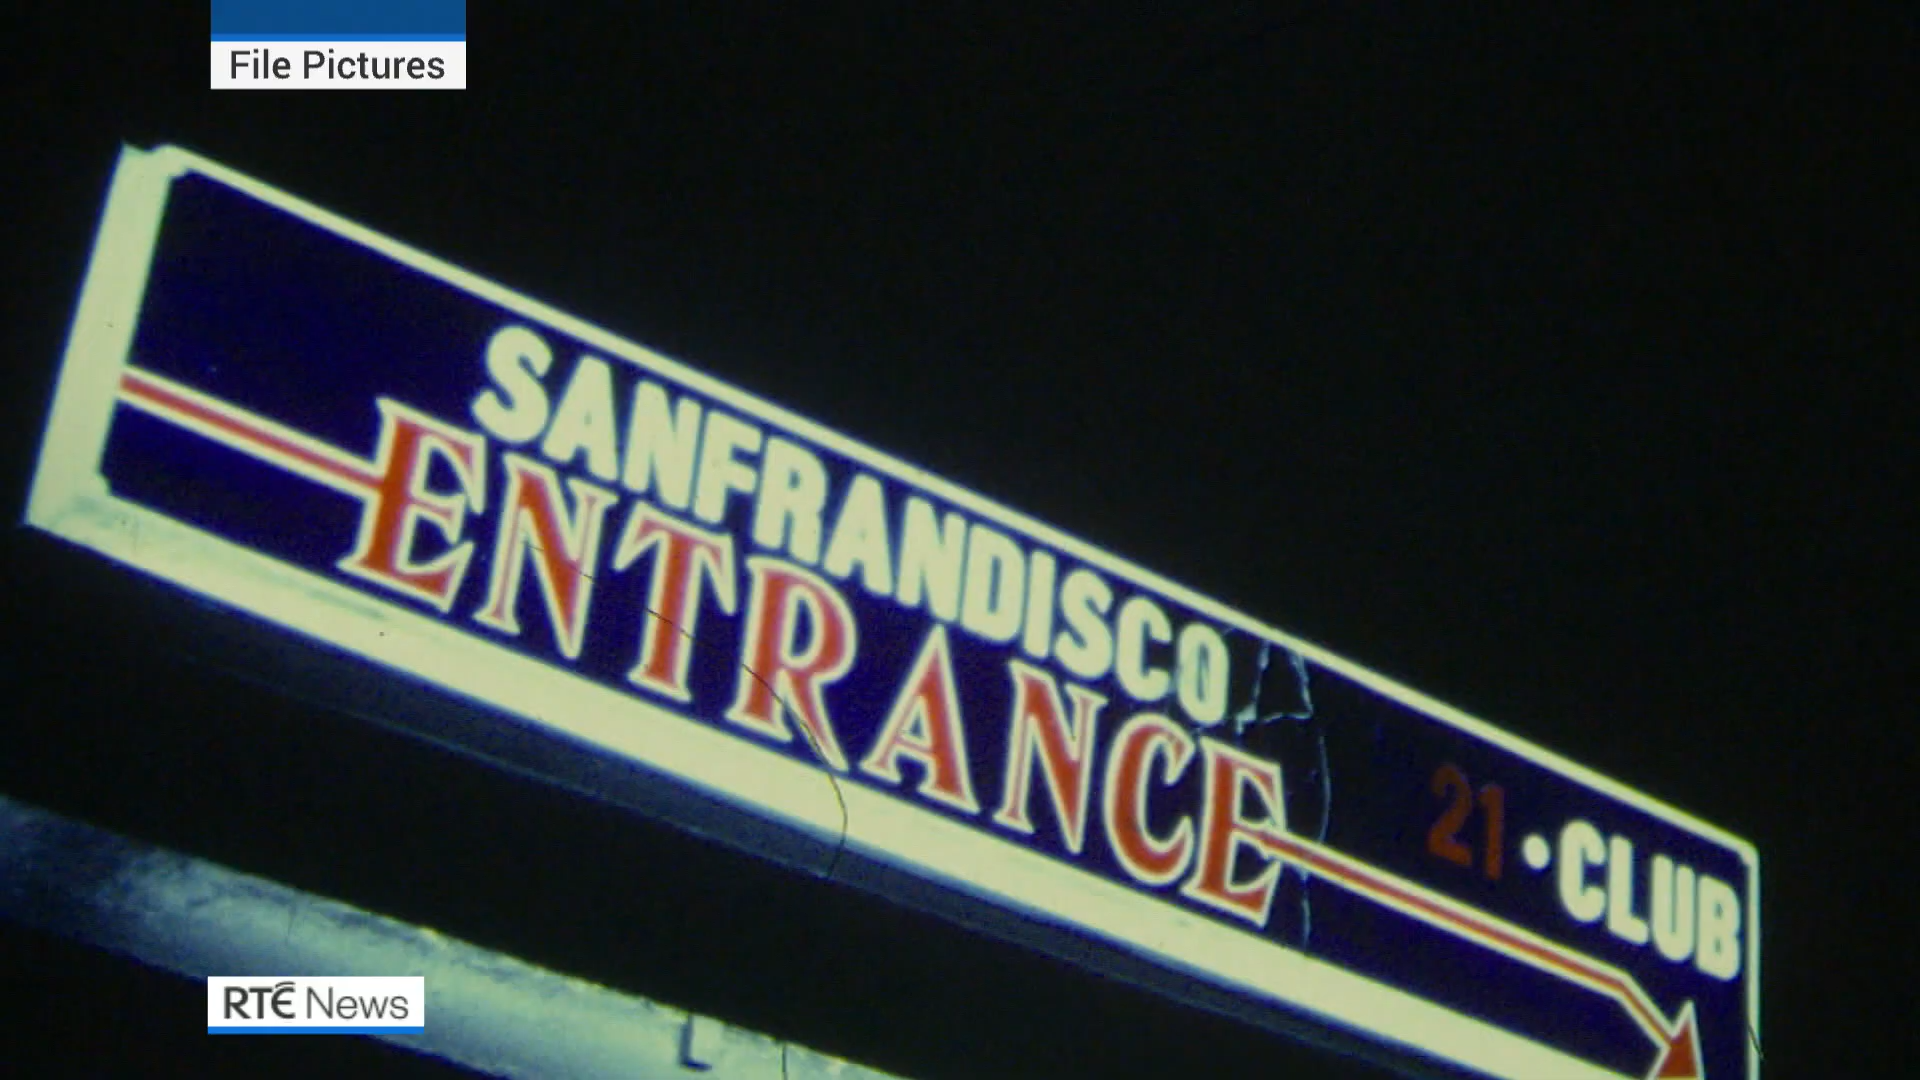 File Pictures
SANFRANDISCO
ENTRANCE
21 • CLUB
L
RTÉ News